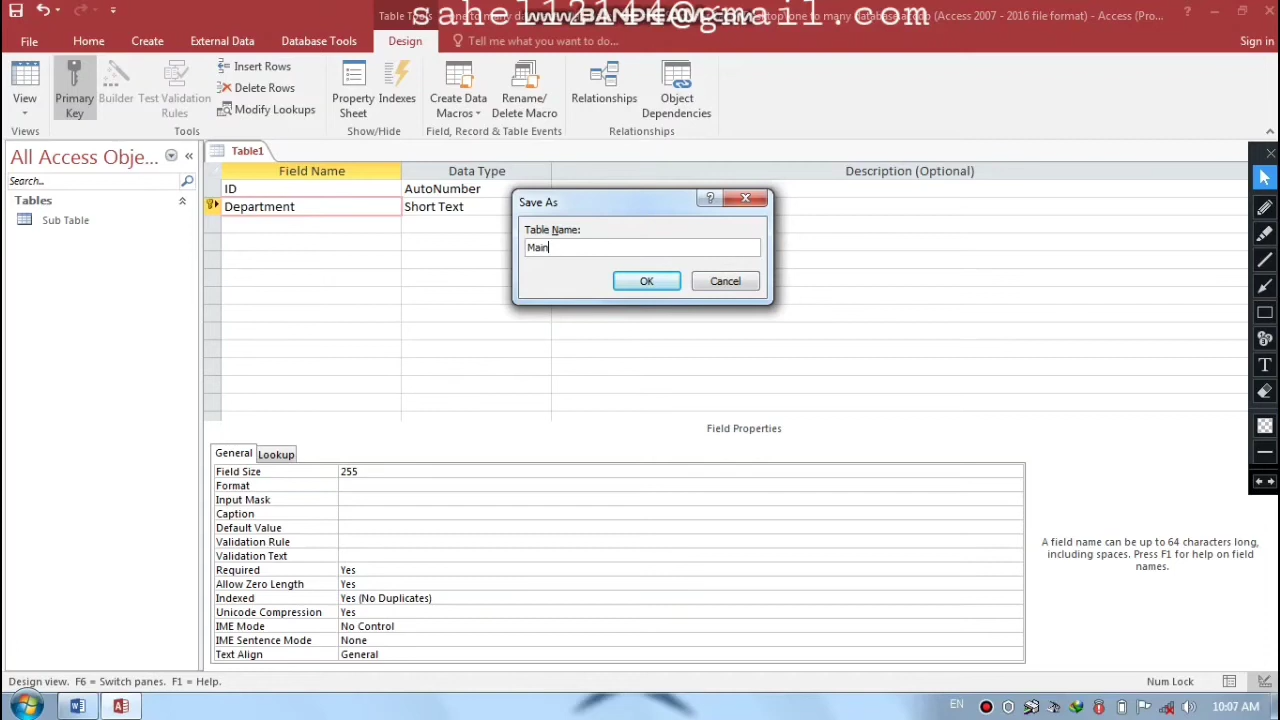 sahel12144@gmail.com
Table Tools
(Access 2007 - 2016 file format) - Access (Pro...
File
Home
Create
External Data
Database Tools
Design
Tell me what you want to do...
Sign in
View
Primary Key
Builder
Test Validation Rules
Insert Rows
Delete Rows
Modify Lookups
Property Sheet
Indexes
Create Data Macros
Rename/ Delete Macro
Relationships
Object Dependencies
Views
Tools
Show/Hide
Field, Record & Table Events
Relationships
All Access Obje...
Search...
Tables
Sub Table
Table1
Field Name
Data Type
Description (Optional)
ID
AutoNumber
Department
Short Text
Save As
Table Name:
Main
OK
Cancel
Field Properties
General
Lookup
Field Size
255
Format
Input Mask
Caption
Default Value
Validation Rule
Validation Text
Required
Yes
Allow Zero Length
Yes
Indexed
Yes (No Duplicates)
Unicode Compression
Yes
IME Mode
No Control
IME Sentence Mode
None
Text Align
General
A field name can be up to 64 characters long,
including spaces. Press F1 for help on field
names.
Design view. F6 = Switch panes. F1 = Help.
Num Lock
EN
10:07 AM